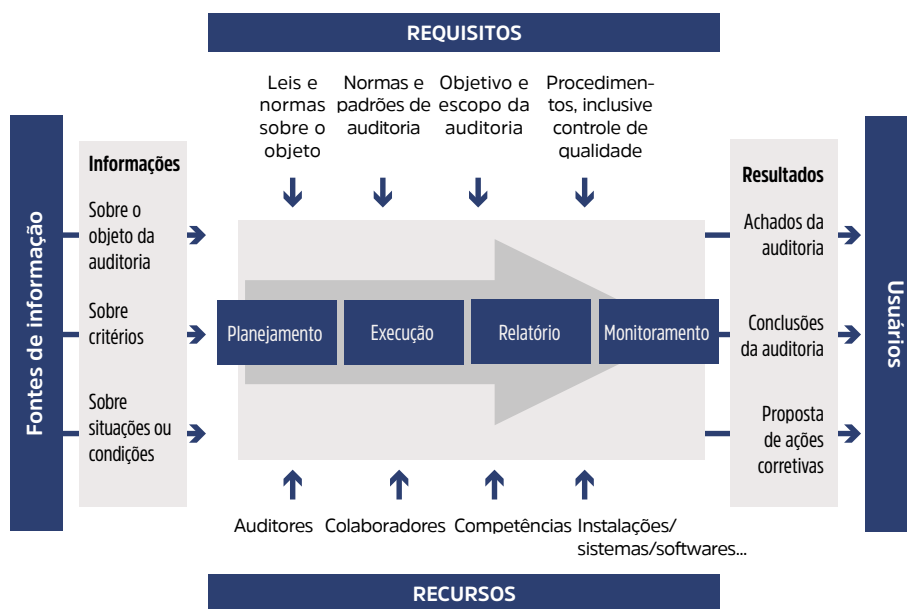 REQUISITOS
Leis e
normas
sobre o
objeto
Normas e
padrões de
auditoria
Objetivo e
escopo da
auditoria
Procedimen-
tos, inclusive
controle de
qualidade
Fontes de informação
Informações
Sobre o
objeto da
auditoria
Sobre
critérios
Sobre
situações ou
condições
Planejamento
Execução
Relatório
Monitoramento
Resultados
Achados da
auditoria
Conclusões
da auditoria
Proposta
de ações
corretivas
Usuários
Auditores
Colaboradores
Competências
Instalações/
sistemas/softwares...
RECURSOS